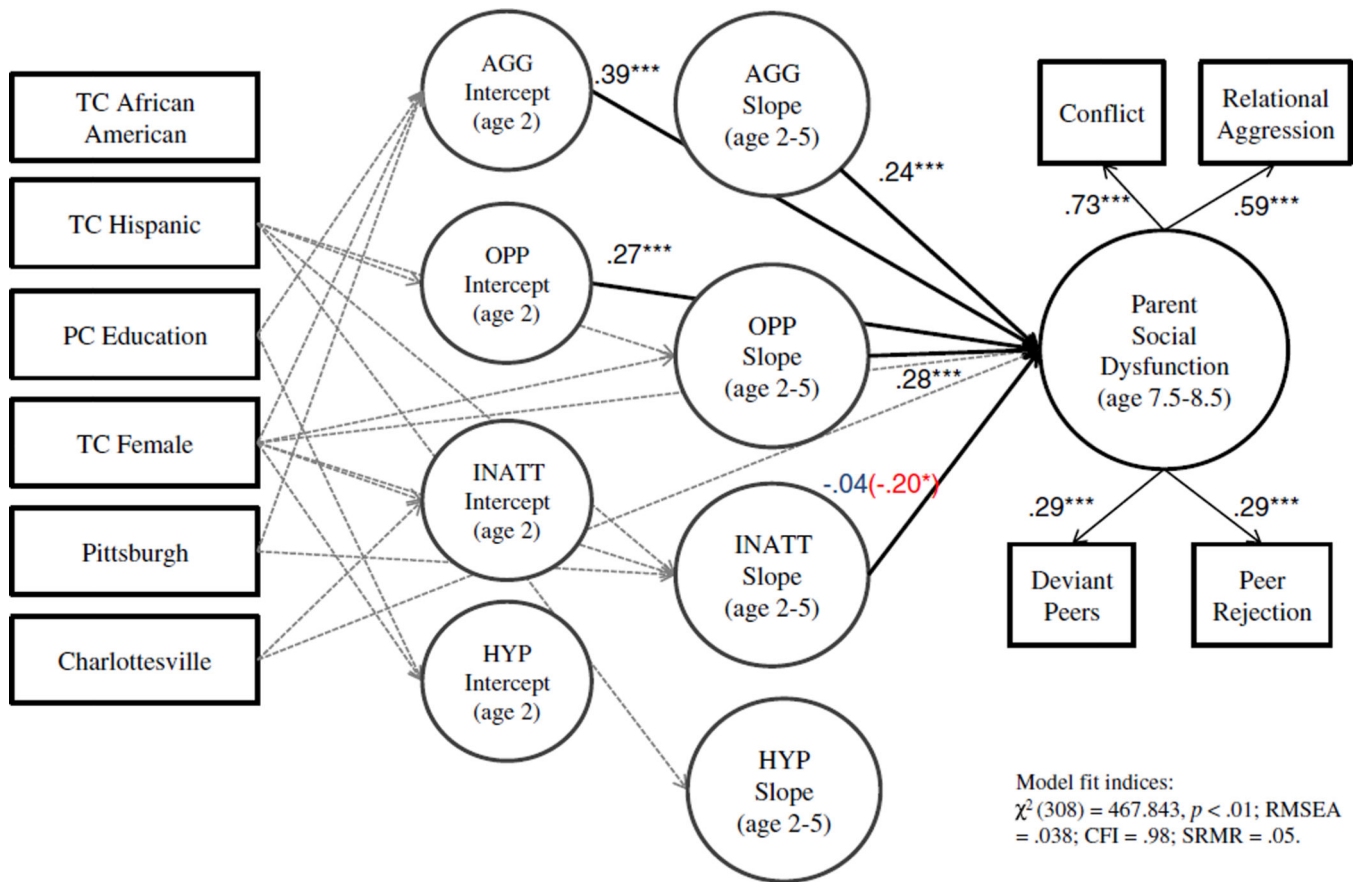 TC African
American
TC Hispanic
PC Education
TC Female
Pittsburgh
Charlottesville
AGG
Intercept
(age 2)
OPP
Intercept
(age 2)
INATT
Intercept
(age 2)
HYP
Intercept
(age 2)
.39***
.27***
AGG
Slope
(age 2-5)
OPP
Slope
(age 2-5)
INATT
Slope
(age 2-5)
HYP
Slope
(age 2-5)
.24***
.28***
-.04(-.20*)
Conflict
Relational
Aggression
.73***
.59***
Parent
Social
Dysfunction
(age 7.5-8.5)
.29***
.29***
Deviant
Peers
Peer
Rejection
Model fit indices:
χ² (308) = 467.843, p < .01; RMSEA
= .038; CFI = .98; SRMR = .05.